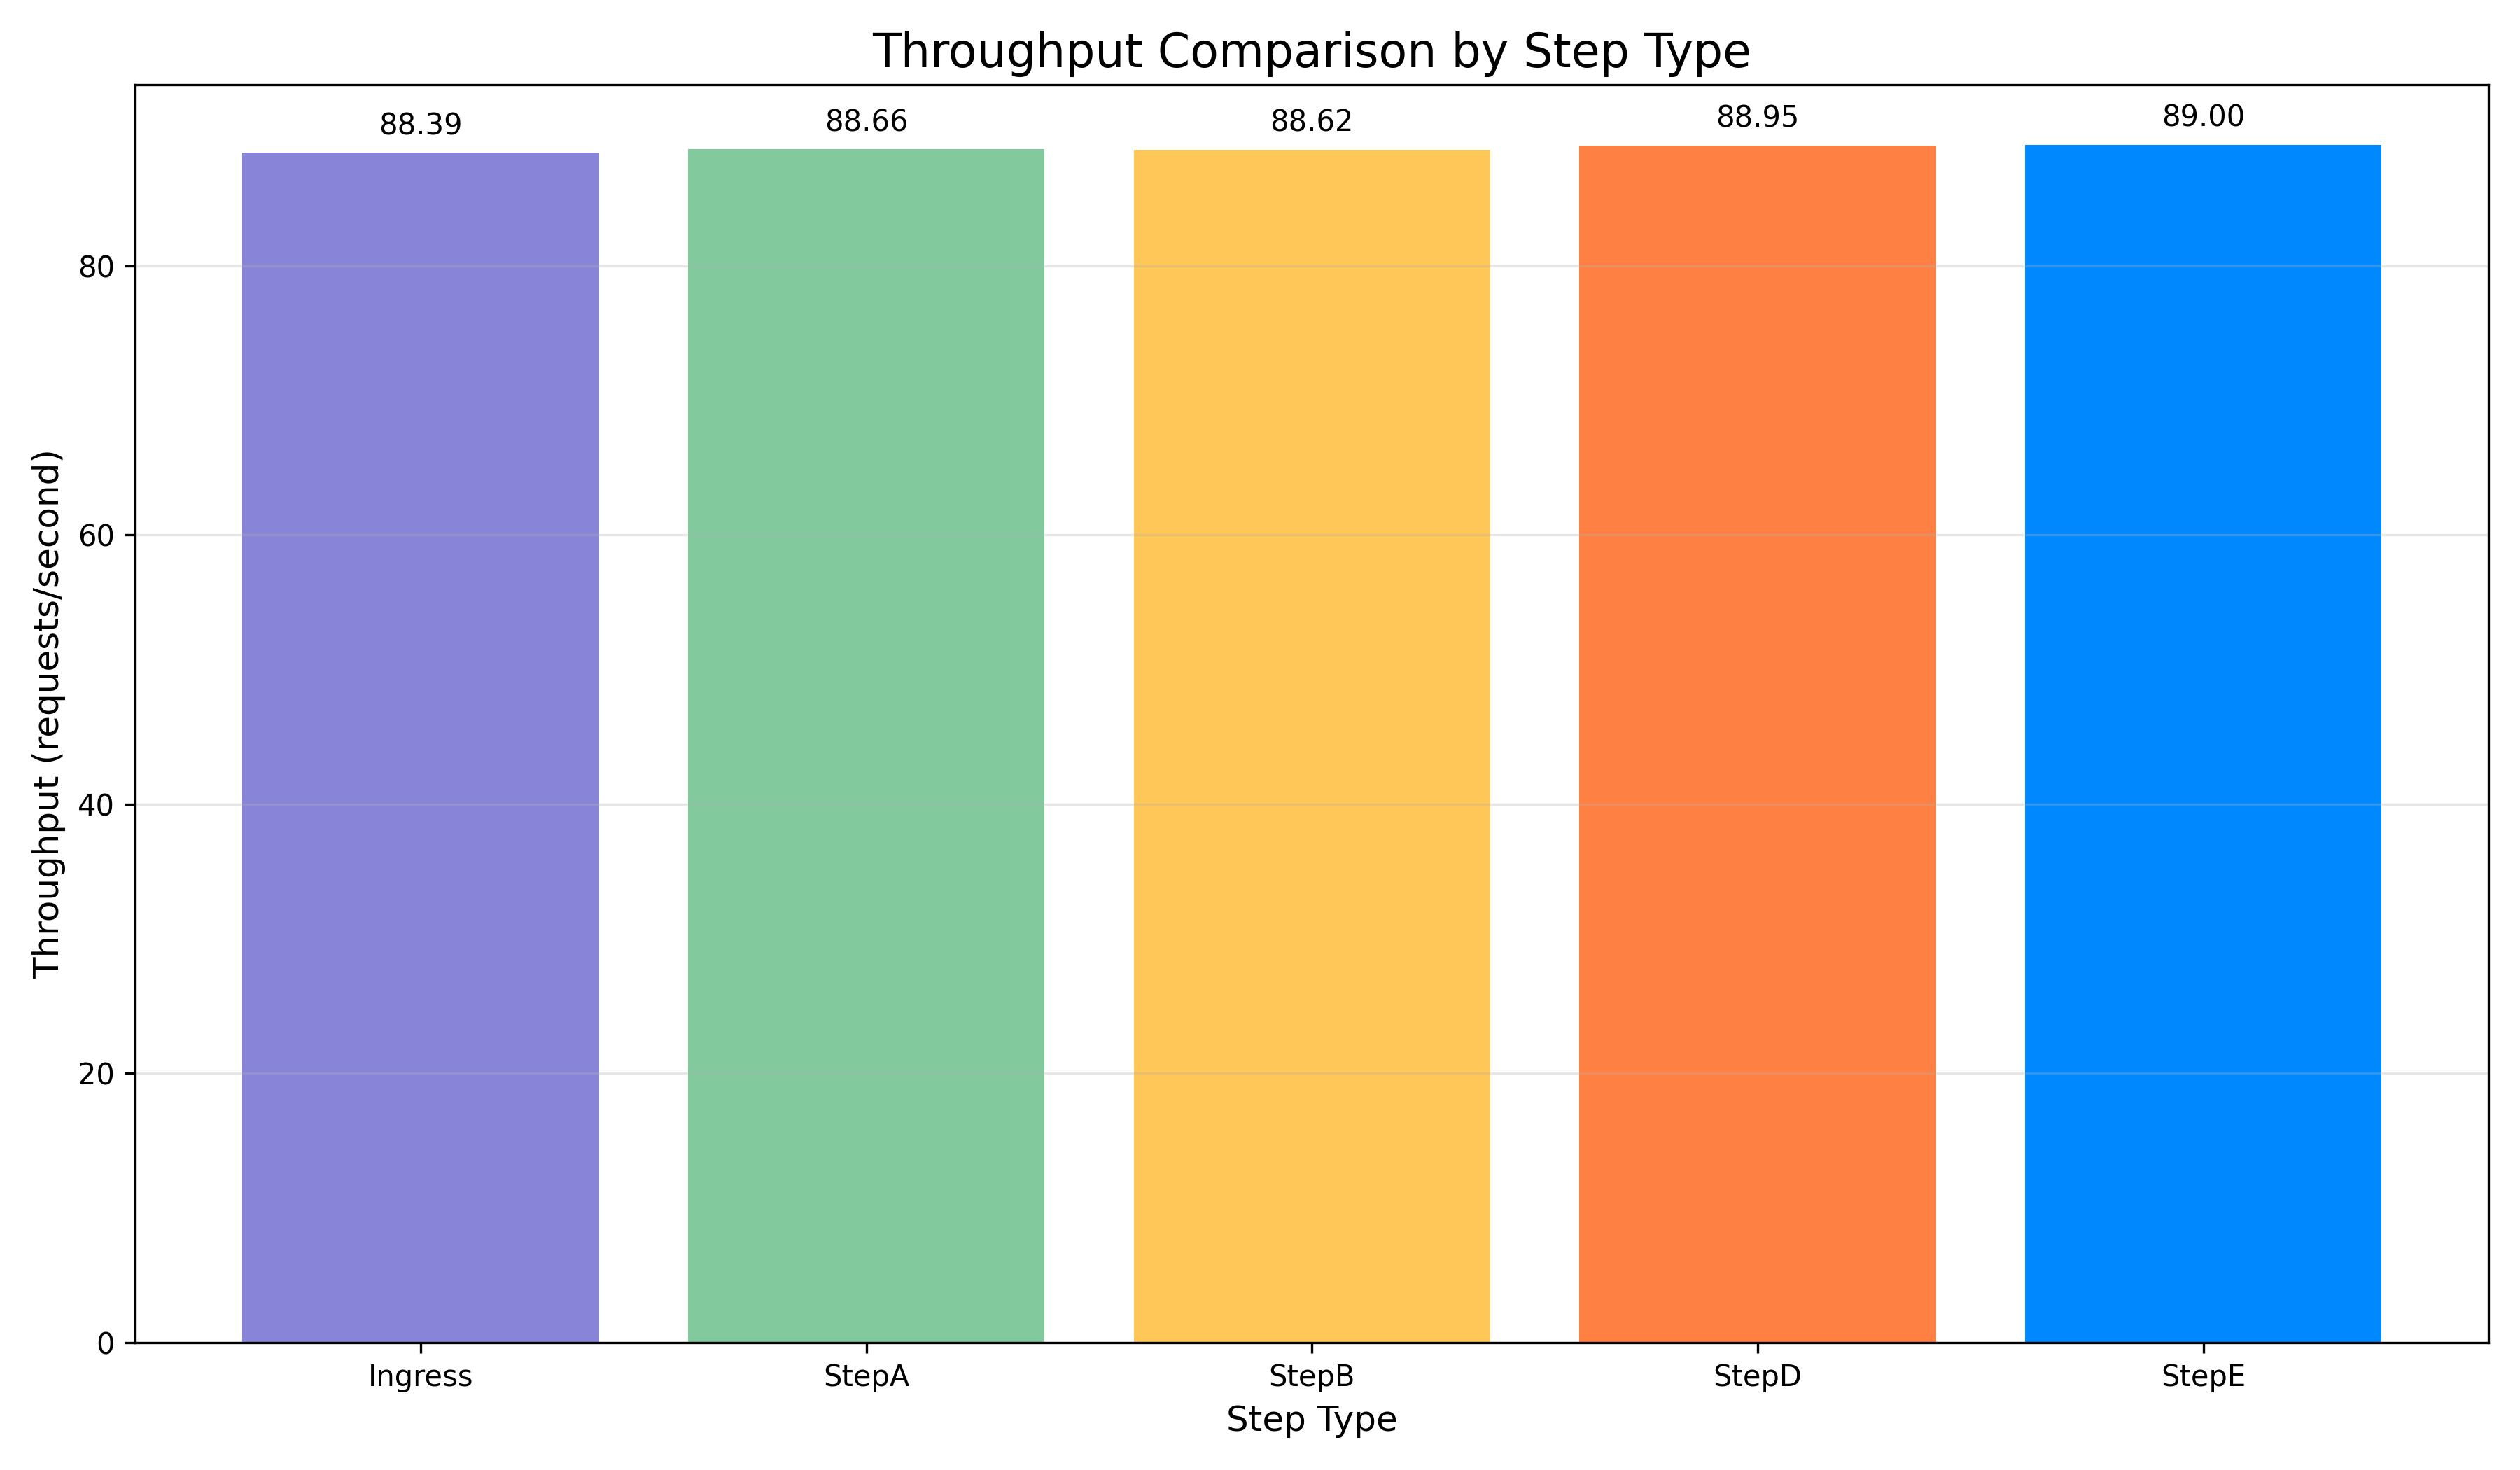 Throughput Comparison by Step Type
88.39
88.66
88.62
88.95
89.00
80
60
40
20
0
Throughput (requests/second)
Ingress
StepA
StepB
StepD
StepE
Step Type